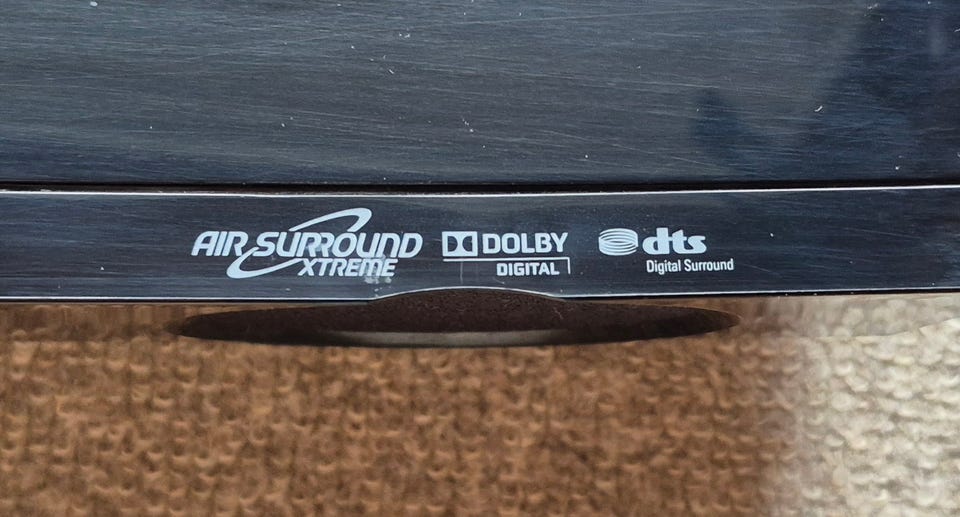 AIR SURROUND
XTREME
DOLBY
DIGITAL
dts
Digital Surround